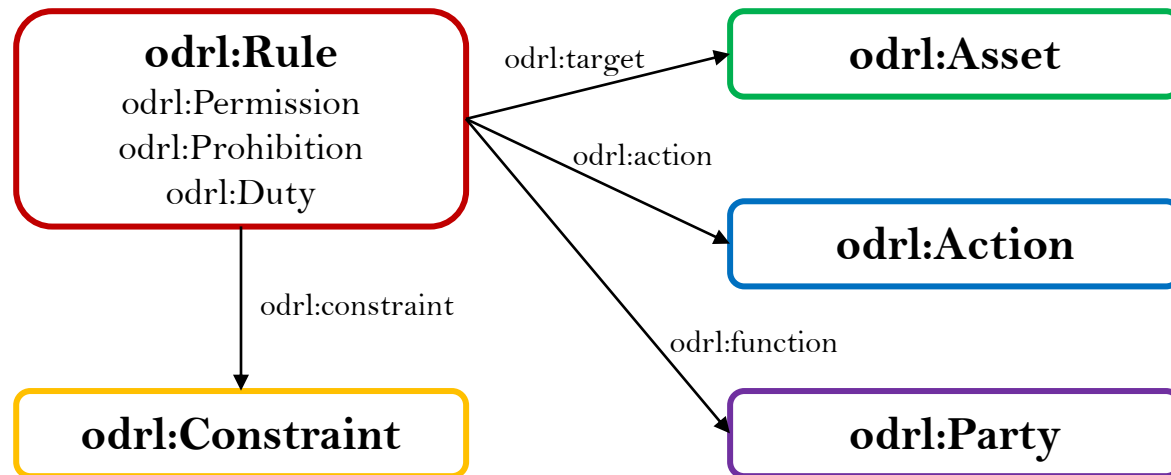 odrl:Rule
odrl:Permission
odrl:Prohibition
odrl:Duty
odrl:target
odrl:Asset
odrl:action
odrl:Action
odrl:constraint
odrl:function
odrl:Constraint
odrl:Party